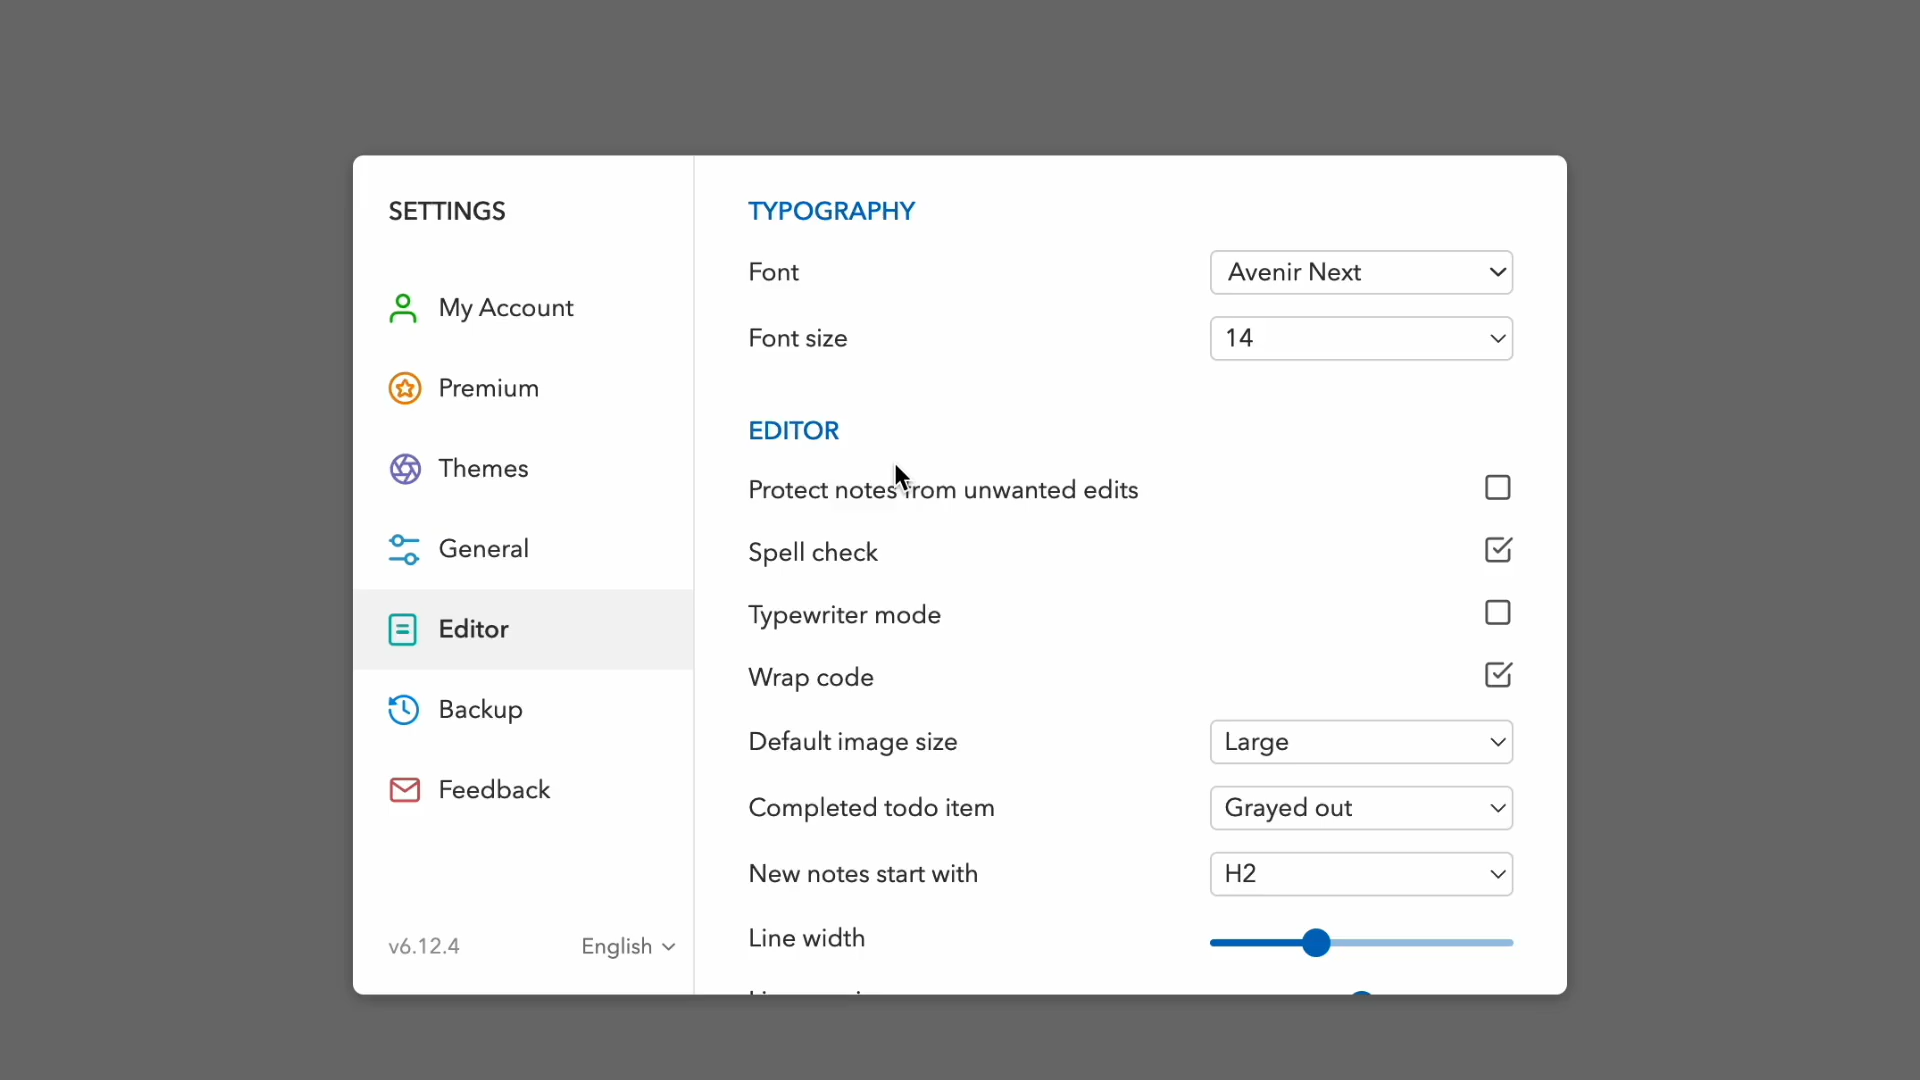 SETTINGS
My Account
Premium
Themes
General
Editor
Backup
Feedback
v6.12.4
English
TYPOGRAPHY
Font
Avenir Next
Font size
14
EDITOR
Protect notes from unwanted edits
Spell check
Typewriter mode
Wrap code
Default image size
Large
Completed todo item
Grayed out
New notes start with
H2
Line width